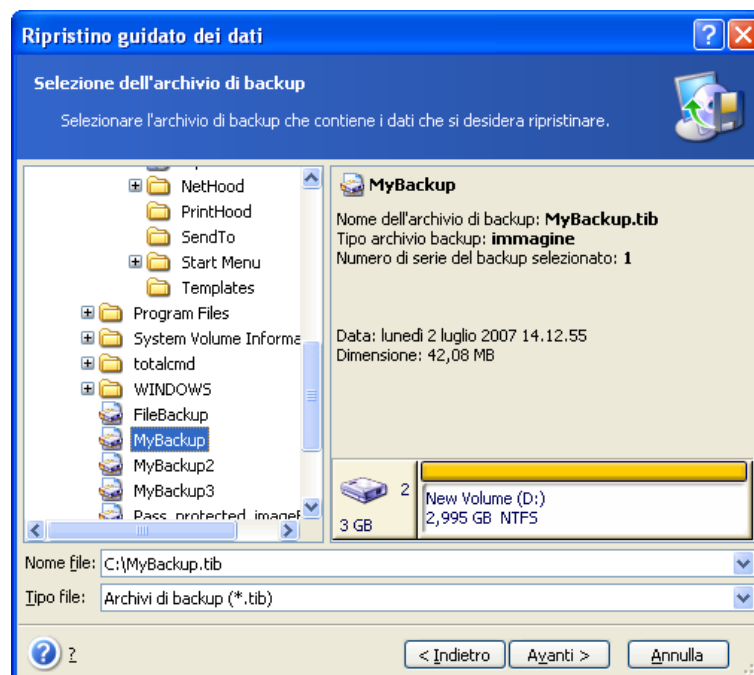 Ripristino guidato dei dati
Selezione dell'archivio di backup
Selezionare l'archivio di backup che contiene i dati che si desidera ripristinare.
NetHood
PrintHood
SendTo
Start Menu
Templates
Program Files
System Volume Informa
totalcmd
WINDOWS
FileBackup
MyBackup
MyBackup2
MyBackup3
Pass_protected_image
MyBackup
Nome dell'archivio di backup: MyBackup.tib
Tipo archivio backup: immagine
Numero di serie del backup selezionato: 1
Data: lunedì 2 luglio 2007 14.12.55
Dimensione: 42,08 MB
2
3 GB
New Volume (D:)
2,995 GB NTFS
Nome file: C:\MyBackup.tib
Tipo file: Archivi di backup (*.tib)
?
< Indietro
Avanti >
Annulla